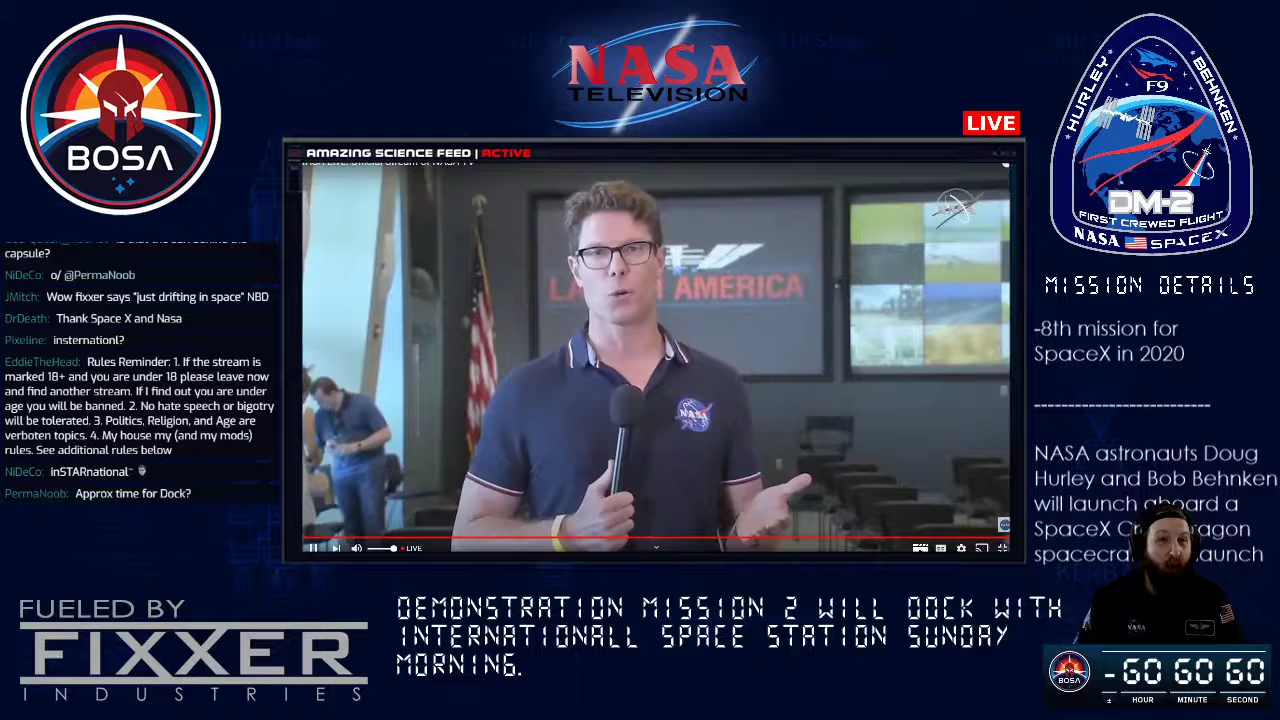 BOSA
NASA
TELEVISION
LIVE
HURLEY
BEHNKEN
F9
DM-2
FIRST CREWED FLIGHT
NASA SPACEX
AMAZING SCIENCE FEED | ACTIVE
capsule?
NiDeCo: o/ @PermaNoob
JMitch: Wow fixxer says "just drifting in space" NBD
DrDeath: Thank Space X and Nasa
Pixeline: insternationl?
EddieTheHead: Rules Reminder: 1. If the stream is
marked 18+ and you are under 18 please leave now
and find another stream. If I find out you are under
age you will be banned. 2. No hate speech or bigotry
will be tolerated. 3. Politics, Religion, and Age are
verboten topics. 4. My house my (and my mods)
rules. See additional rules below
NiDeCo: inSTARnational~
PermaNoob: Approx time for Dock?
AMERICA
NASA
LIVE
MISSION DETAILS
-8th mission for
SpaceX in 2020
--------------------------
NASA astronauts Doug
Hurley and Bob Behnken
will launch aboard a
SpaceX
FUELED BY
FIXXER
INDUSTRIES
DEMONSTRATION MISSION 2 WILL DOCK WITH
INTERNATIONALL SPACE STATION SUNDAY
MORNING.
BOSA
-60 60 60
± HOUR MINUTE SECOND